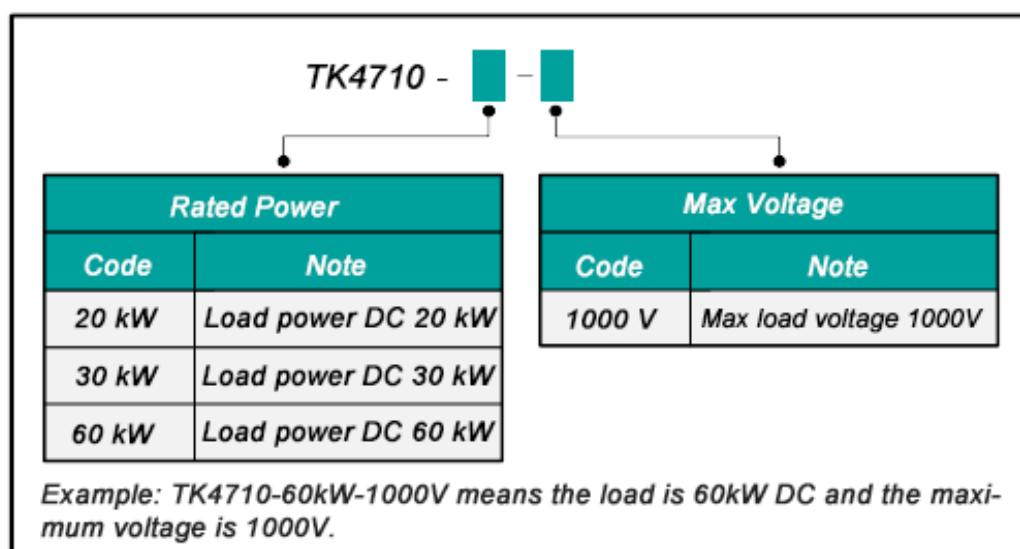 TK4710 - –
Rated Power
Code Note
20 kW Load power DC 20 kW
30 kW Load power DC 30 kW
60 kW Load power DC 60 kW
Max Voltage
Code Note
1000 V Max load voltage 1000V
Example: TK4710-60kW-1000V means the load is 60kW DC and the maxi-
mum voltage is 1000V.